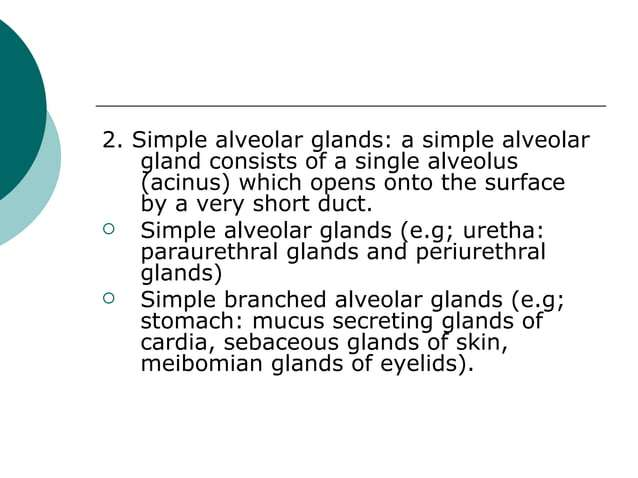 2. Simple alveolar glands: a simple alveolar
gland consists of a single alveolus
(acinus) which opens onto the surface
by a very short duct.
Simple alveolar glands (e.g; uretha:
paraurethral glands and periurethral
glands)
Simple branched alveolar glands (e.g;
stomach: mucus secreting glands of
cardia, sebaceous glands of skin,
meibomian glands of eyelids).